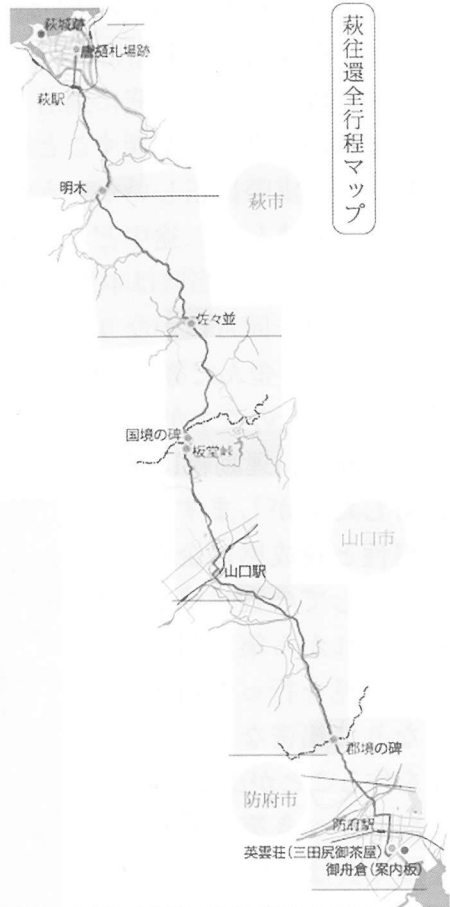 萩往還全行程マップ
萩城跡
唐樋札場跡
萩駅
明木
萩市
佐々並
国境の碑
板堂峠
山口市
山口駅
郡境の碑
防府市
防府駅
英雲荘(三田尻御茶屋)
御舟倉(案内板)